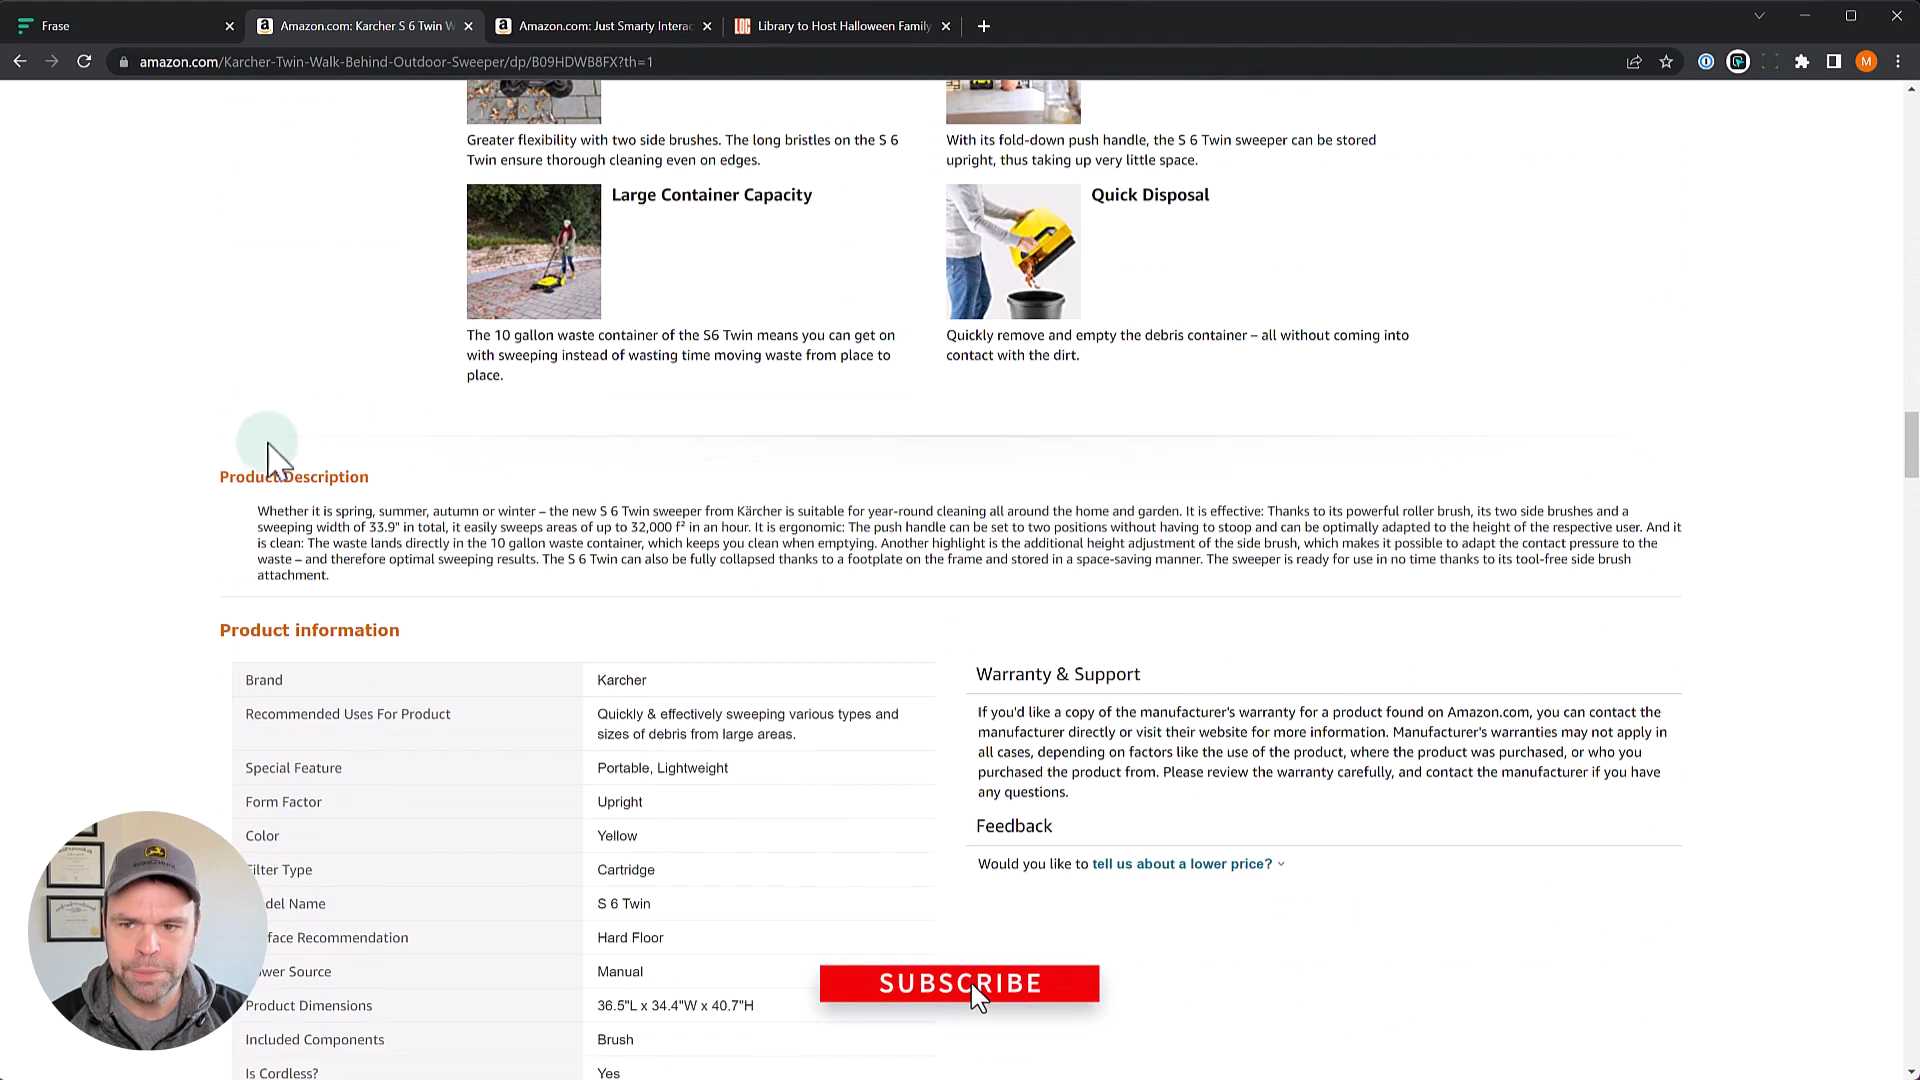 Frase
Amazon.com: Karcher S 6 Twin W
Amazon.com: Just Smarty Interac
LOC
Library to Host Halloween Family
amazon.com/Karcher-Twin-Walk-Behind-Outdoor-Sweeper/dp/B09HDWB8FX?th=1
M
Greater flexibility with two side brushes. The long bristles on the S 6
Twin ensure thorough cleaning even on edges.
With its fold-down push handle, the S 6 Twin sweeper can be stored
upright, thus taking up very little space.
Large Container Capacity
Quick Disposal
The 10 gallon waste container of the S6 Twin means you can get on
with sweeping instead of wasting time moving waste from place to
place.
Quickly remove and empty the debris container – all without coming into
contact with the dirt.
Product Description
Whether it is spring, summer, autumn or winter – the new S 6 Twin sweeper from Kärcher is suitable for year-round cleaning all around the home and garden. It is effective: Thanks to its powerful roller brush, its two side brushes and a
sweeping width of 33.9" in total, it easily sweeps areas of up to 32,000 f² in an hour. It is ergonomic: The push handle can be set to two positions without having to stoop and can be optimally adapted to the height of the respective user. And it
is clean: The waste lands directly in the 10 gallon waste container, which keeps you clean when emptying. Another highlight is the additional height adjustment of the side brush, which makes it possible to adapt the contact pressure to the
waste – and therefore optimal sweeping results. The S 6 Twin can also be fully collapsed thanks to a footplate on the frame and stored in a space-saving manner. The sweeper is ready for use in no time thanks to its tool-free side brush
attachment.
Product information
Brand
Karcher
Recommended Uses For Product
Quickly & effectively sweeping various types and
sizes of debris from large areas.
Special Feature
Portable, Lightweight
Form Factor
Upright
Color
Yellow
Filter Type
Cartridge
del Name
S 6 Twin
face Recommendation
Hard Floor
wer Source
Manual
Product Dimensions
36.5"L x 34.4"W x 40.7"H
Included Components
Brush
Is Cordless?
Yes
Warranty & Support
If you'd like a copy of the manufacturer's warranty for a product found on Amazon.com, you can contact the
manufacturer directly or visit their website for more information. Manufacturer's warranties may not apply in
all cases, depending on factors like the use of the product, where the product was purchased, or who you
purchased the product from. Please review the warranty carefully, and contact the manufacturer if you have
any questions.
Feedback
Would you like to tell us about a lower price?
SUBSCRIBE